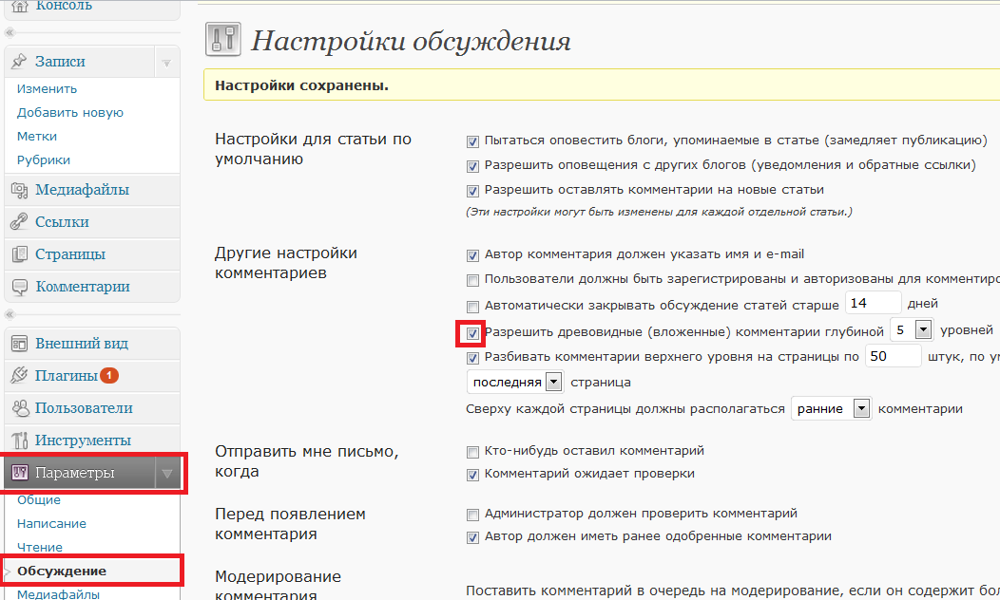 Консоль
Записи
Изменить
Добавить новую
Метки
Рубрики
Медиафайлы
Ссылки
Страницы
Комментарии
Внешний вид
Плагины 1
Пользователи
Инструменты
Параметры
Общие
Написание
Чтение
Обсуждение
Медиафайлы
Настройки обсуждения
Настройки сохранены.
Настройки для статьи по
умолчанию
Пытаться оповестить блоги, упоминаемые в статье (замедляет публикацию)
Разрешить оповещения с других блогов (уведомления и обратные ссылки)
Разрешить оставлять комментарии на новые статьи
(Эти настройки могут быть изменены для каждой отдельной статьи.)
Другие настройки
комментариев
Автор комментария должен указать имя и e-mail
Пользователи должны быть зарегистрированы и авторизованы для комментиро
Автоматически закрывать обсуждение статей старше 14 дней
Разрешить древовидные (вложенные) комментарии глубиной 5 уровней
Разбивать комментарии верхнего уровня на страницы по 50 штук, по ум
последняя страница
Сверху каждой страницы должны располагаться ранние комментарии
Отправить мне письмо,
когда
Кто-нибудь оставил комментарий
Комментарий ожидает проверки
Перед появлением
комментария
Администратор должен проверить комментарий
Автор должен иметь ранее одобренные комментарии
Модерирование
комментария
Поставить комментарий в очередь на модерирование, если он содержит бол